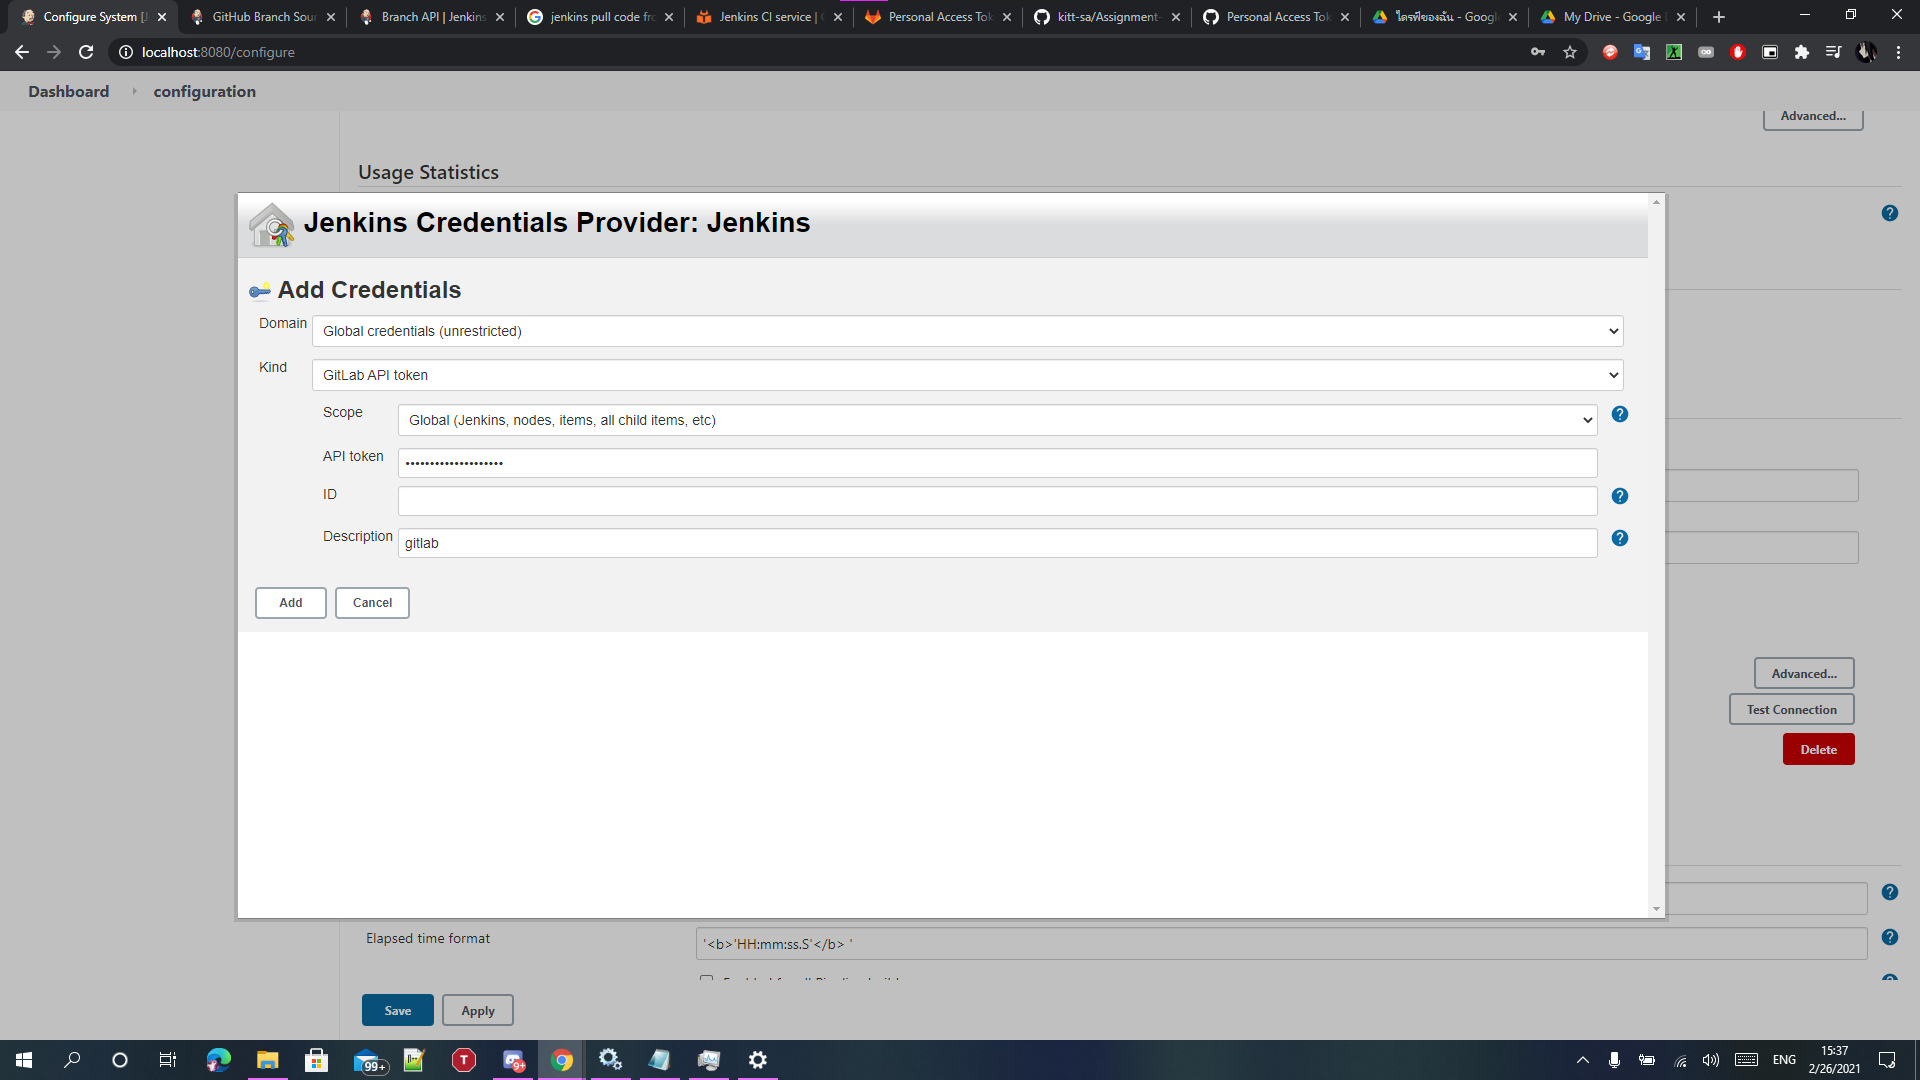 Configure System [J
GitHub Branch Sour
Branch API | Jenkins
jenkins pull code fro
Jenkins CI service |
Personal Access Tok
kitt-sa/Assignment-
Personal Access Tok
ไดรฟ์ของฉัน - Google
My Drive - Google
localhost:8080/configure
Dashboard
configuration
Advanced...
Usage Statistics
Jenkins Credentials Provider: Jenkins
Add Credentials
Domain
Global credentials (unrestricted)
Kind
GitLab API token
Scope
Global (Jenkins, nodes, items, all child items, etc)
API token
••••••••••••••••••••
ID
Description
gitlab
Add
Cancel
Advanced...
Test Connection
Delete
Elapsed time format
'<b>'HH:mm:ss.S'</b> '
Save
Apply
99+
T
9+
ENG
15:37
2/26/2021